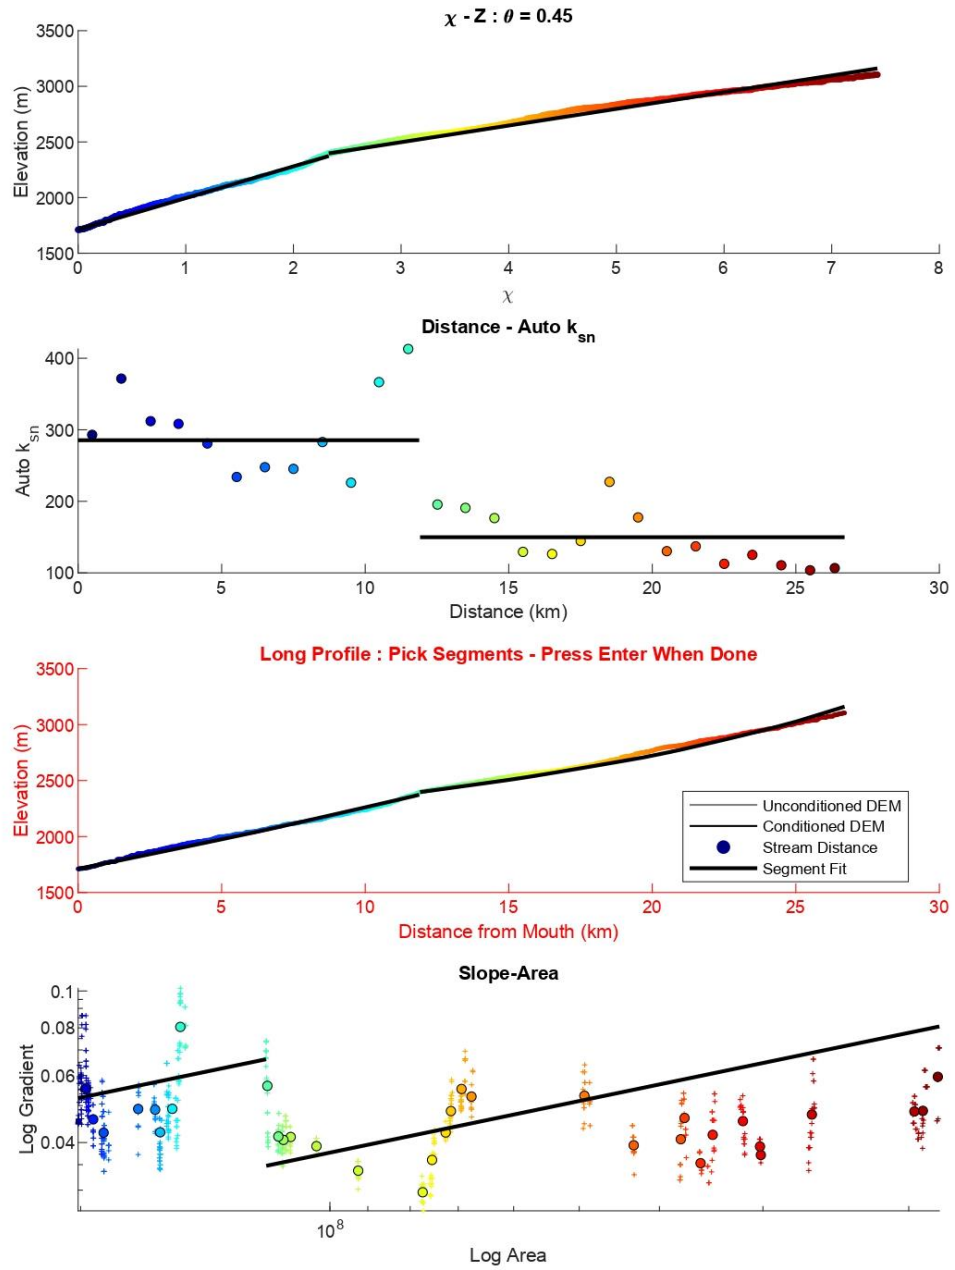 χ - Z : θ = 0.45
3500
3000
2500
2000
1500
Elevation (m)
0 1 2 3 4 5 6 7 8
χ
Distance - Auto ksn
400
300
200
100
Auto ksn
0 5 10 15 20 25 30
Distance (km)
Long Profile : Pick Segments - Press Enter When Done
3500
3000
2500
2000
1500
Elevation (m)
Unconditioned DEM
Conditioned DEM
Stream Distance
Segment Fit
0 5 10 15 20 25 30
Distance from Mouth (km)
Slope-Area
0.1
0.08
0.06
0.04
Log Gradient
10⁸
Log Area